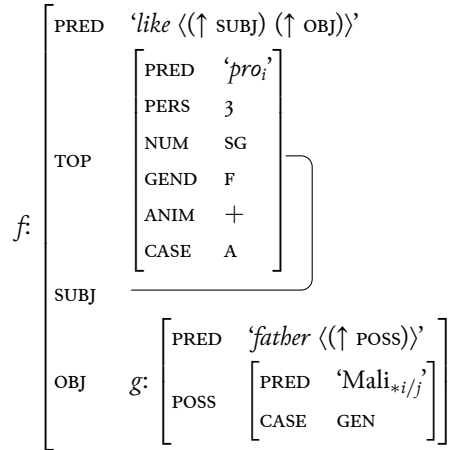 PRED ‘like ⟨(↑ SUBJ) (↑ OBJ)⟩’
PRED ‘proᵢ’
PERS 3
NUM SG
TOP
GEND F
ANIM +
f:
CASE A
SUBJ
PRED ‘father ⟨(↑ POSS)⟩’
OBJ g:
PRED ‘Mali∗i/j’
POSS
CASE GEN